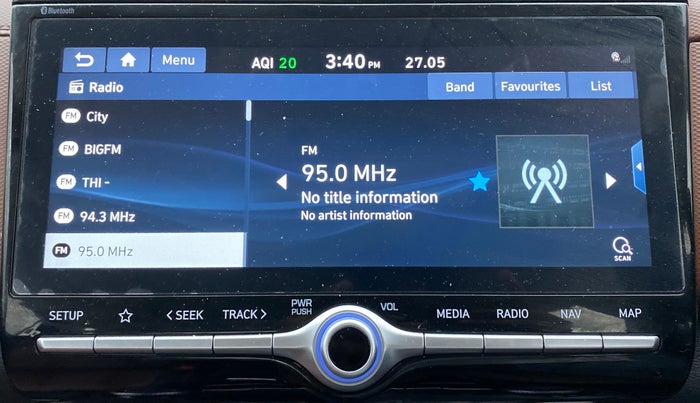 Bluetooth
Menu AQI 20 3:40 PM 27.05
Radio Band Favourites List
FM City
FM BIGFM
FM THI -
FM 94.3 MHz
FM 95.0 MHz
FM
95.0 MHz
No title information
No artist information
SCAN
SETUP < SEEK TRACK > PWR PUSH VOL MEDIA RADIO NAV MAP